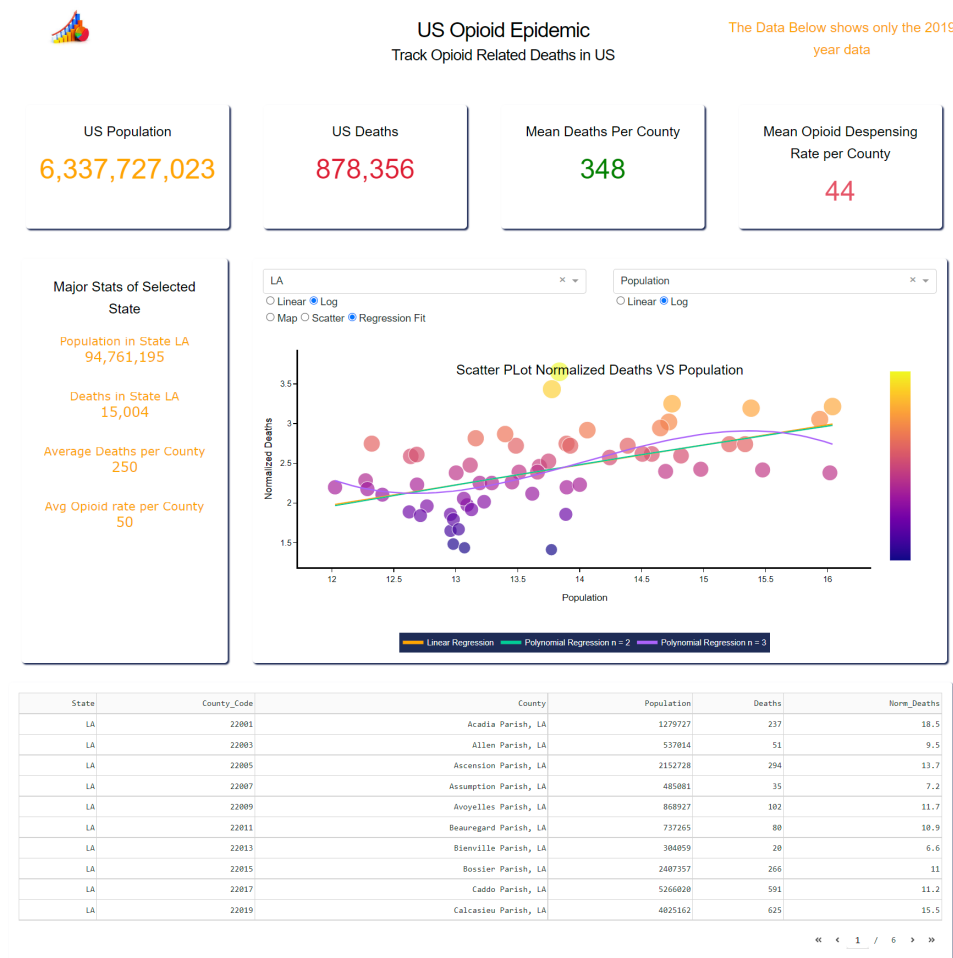 US Opioid Epidemic
Track Opioid Related Deaths in US
The Data Below shows only the 2019
year data
US Population
6,337,727,023
US Deaths
878,356
Mean Deaths Per County
348
Mean Opioid Despensing
Rate per County
44
Major Stats of Selected
State
Population in State LA
94,761,195
Deaths in State LA
15,004
Average Deaths per County
250
Avg Opioid rate per County
50
LA × 
Linear Log
Map Scatter Regression Fit
Population ×
Linear Log
Scatter PLot Normalized Deaths VS Population
Normalized Deaths
3.5
3
2.5
2
1.5
12 12.5 13 13.5 14 14.5 15 15.5 16
Population
Linear Regression Polynomial Regression n = 2 Polynomial Regression n = 3
State County_Code County Population Deaths Norm_Deaths
LA 22001 Acadia Parish, LA 1279727 237 18.5
LA 22003 Allen Parish, LA 537014 51 9.5
LA 22005 Ascension Parish, LA 2152728 294 13.7
LA 22007 Assumption Parish, LA 485081 35 7.2
LA 22009 Avoyelles Parish, LA 868927 102 11.7
LA 22011 Beauregard Parish, LA 737265 80 10.9
LA 22013 Bienville Parish, LA 304059 20 6.6
LA 22015 Bossier Parish, LA 2407357 266 11
LA 22017 Caddo Parish, LA 5266020 591 11.2
LA 22019 Calcasieu Parish, LA 4025162 625 15.5
« ‹ 1 / 6 › »